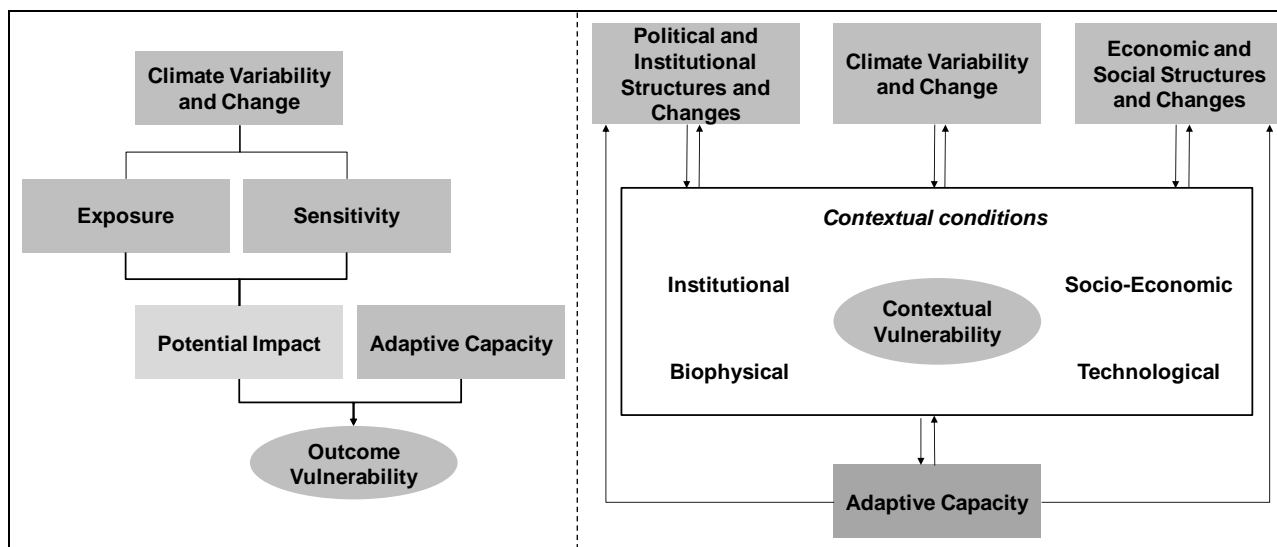 Climate Variability
and Change
Exposure
Sensitivity
Potential Impact
Adaptive Capacity
Outcome
Vulnerability
Political and
Institutional
Structures and
Changes
Climate Variability
and Change
Economic and
Social Structures
and Changes
Contextual conditions
Institutional
Socio-Economic
Contextual
Vulnerability
Biophysical
Technological
Adaptive Capacity